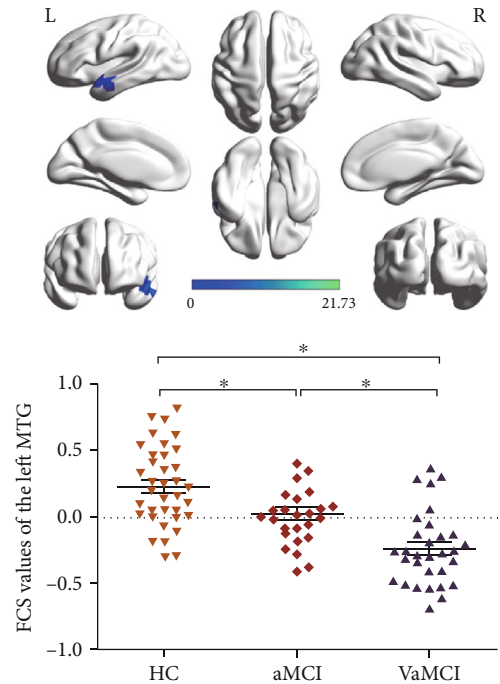 L R
0 21.73
*
* *
1.0
0.5
0.0
–0.5
–1.0
FCS values of the left MTG
HC aMCI VaMCI